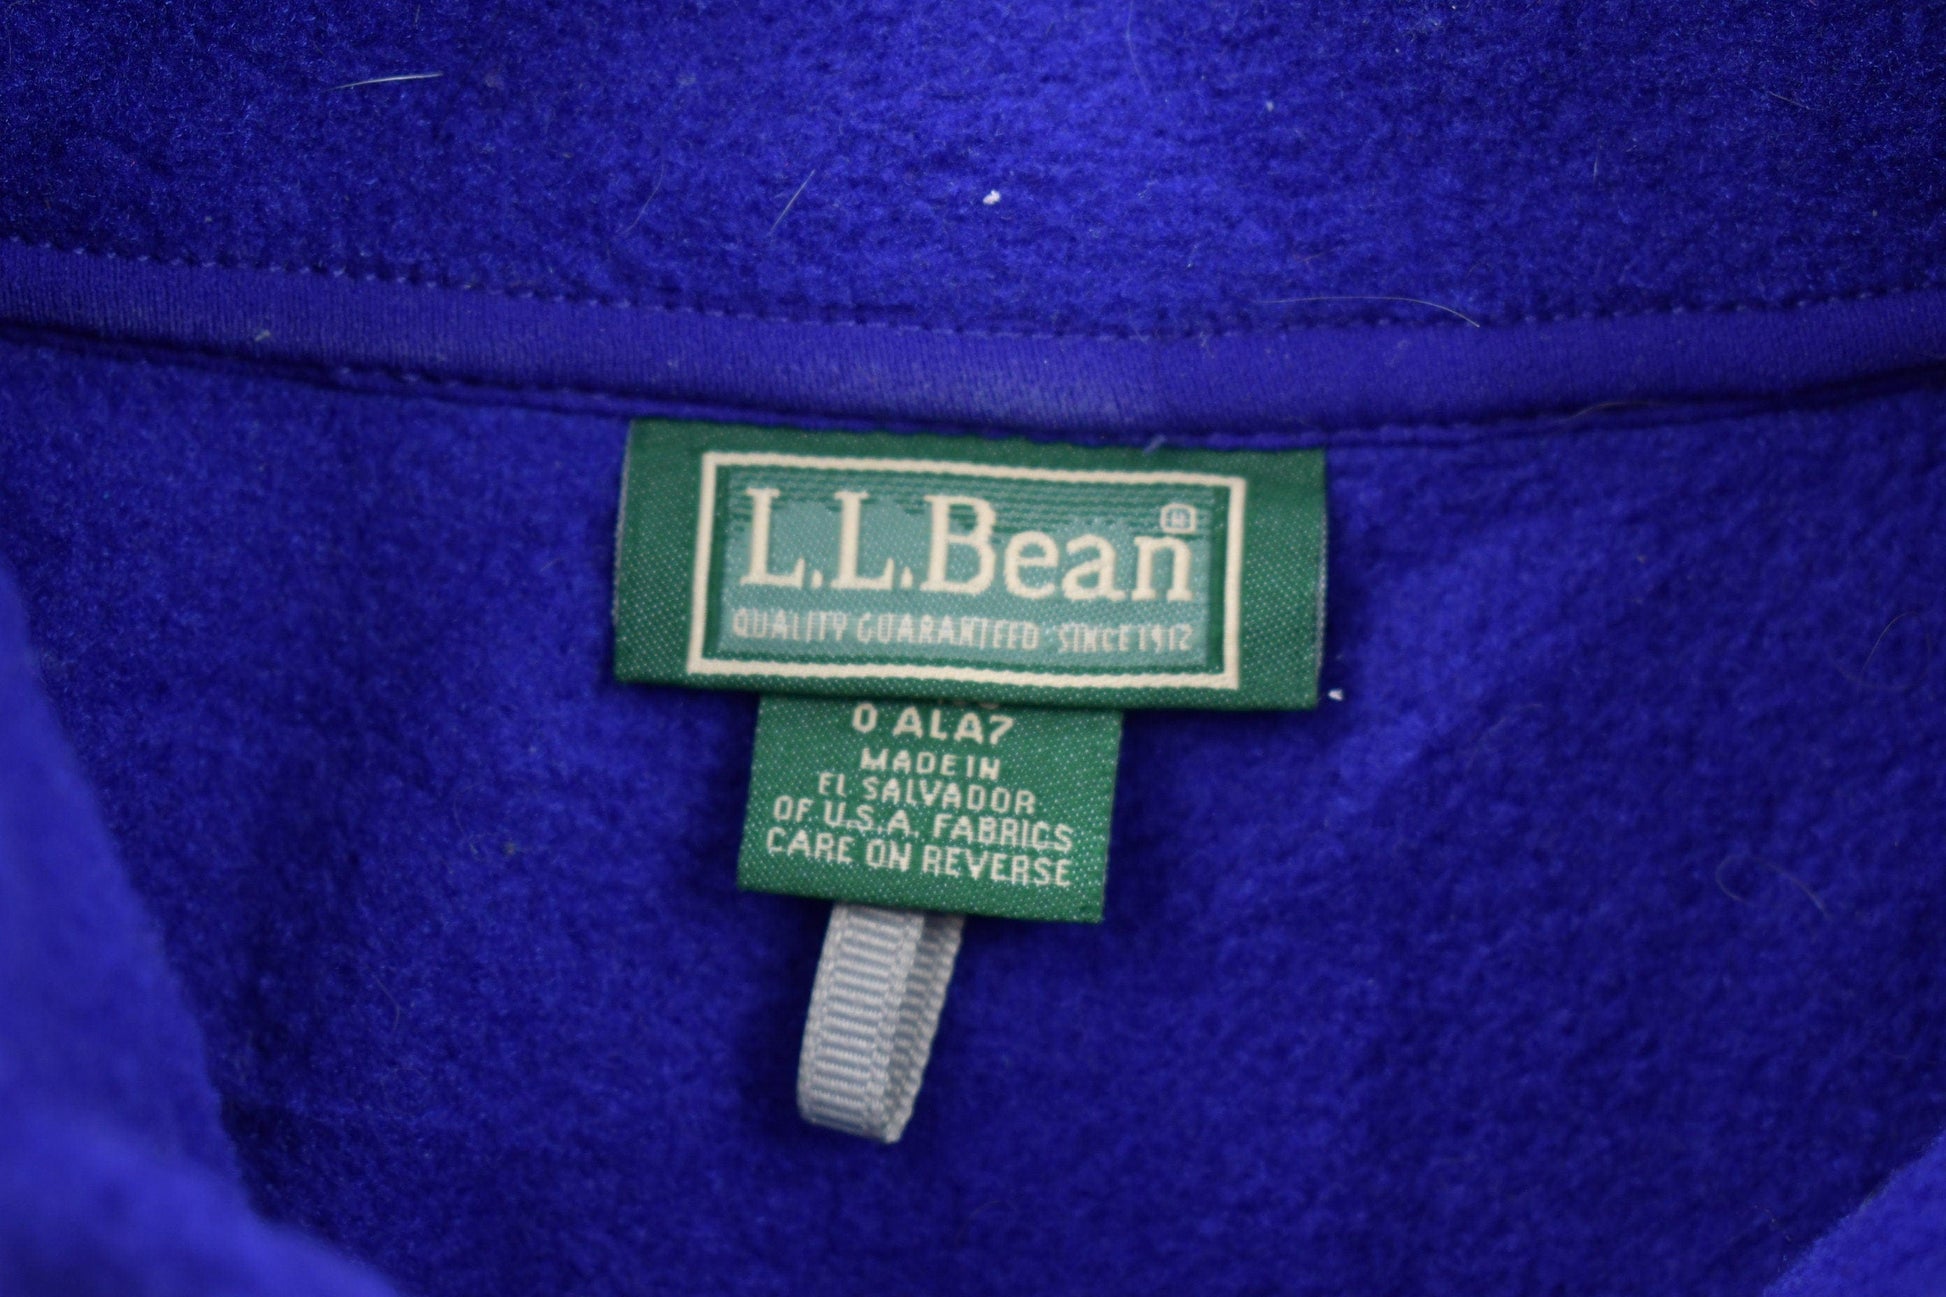 L.L.Bean®
QUALITY GUARANTEED SINCE 1912
0 ALA7
MADE IN
EL SALVADOR
OF U.S.A. FABRICS
CARE ON REVERSE